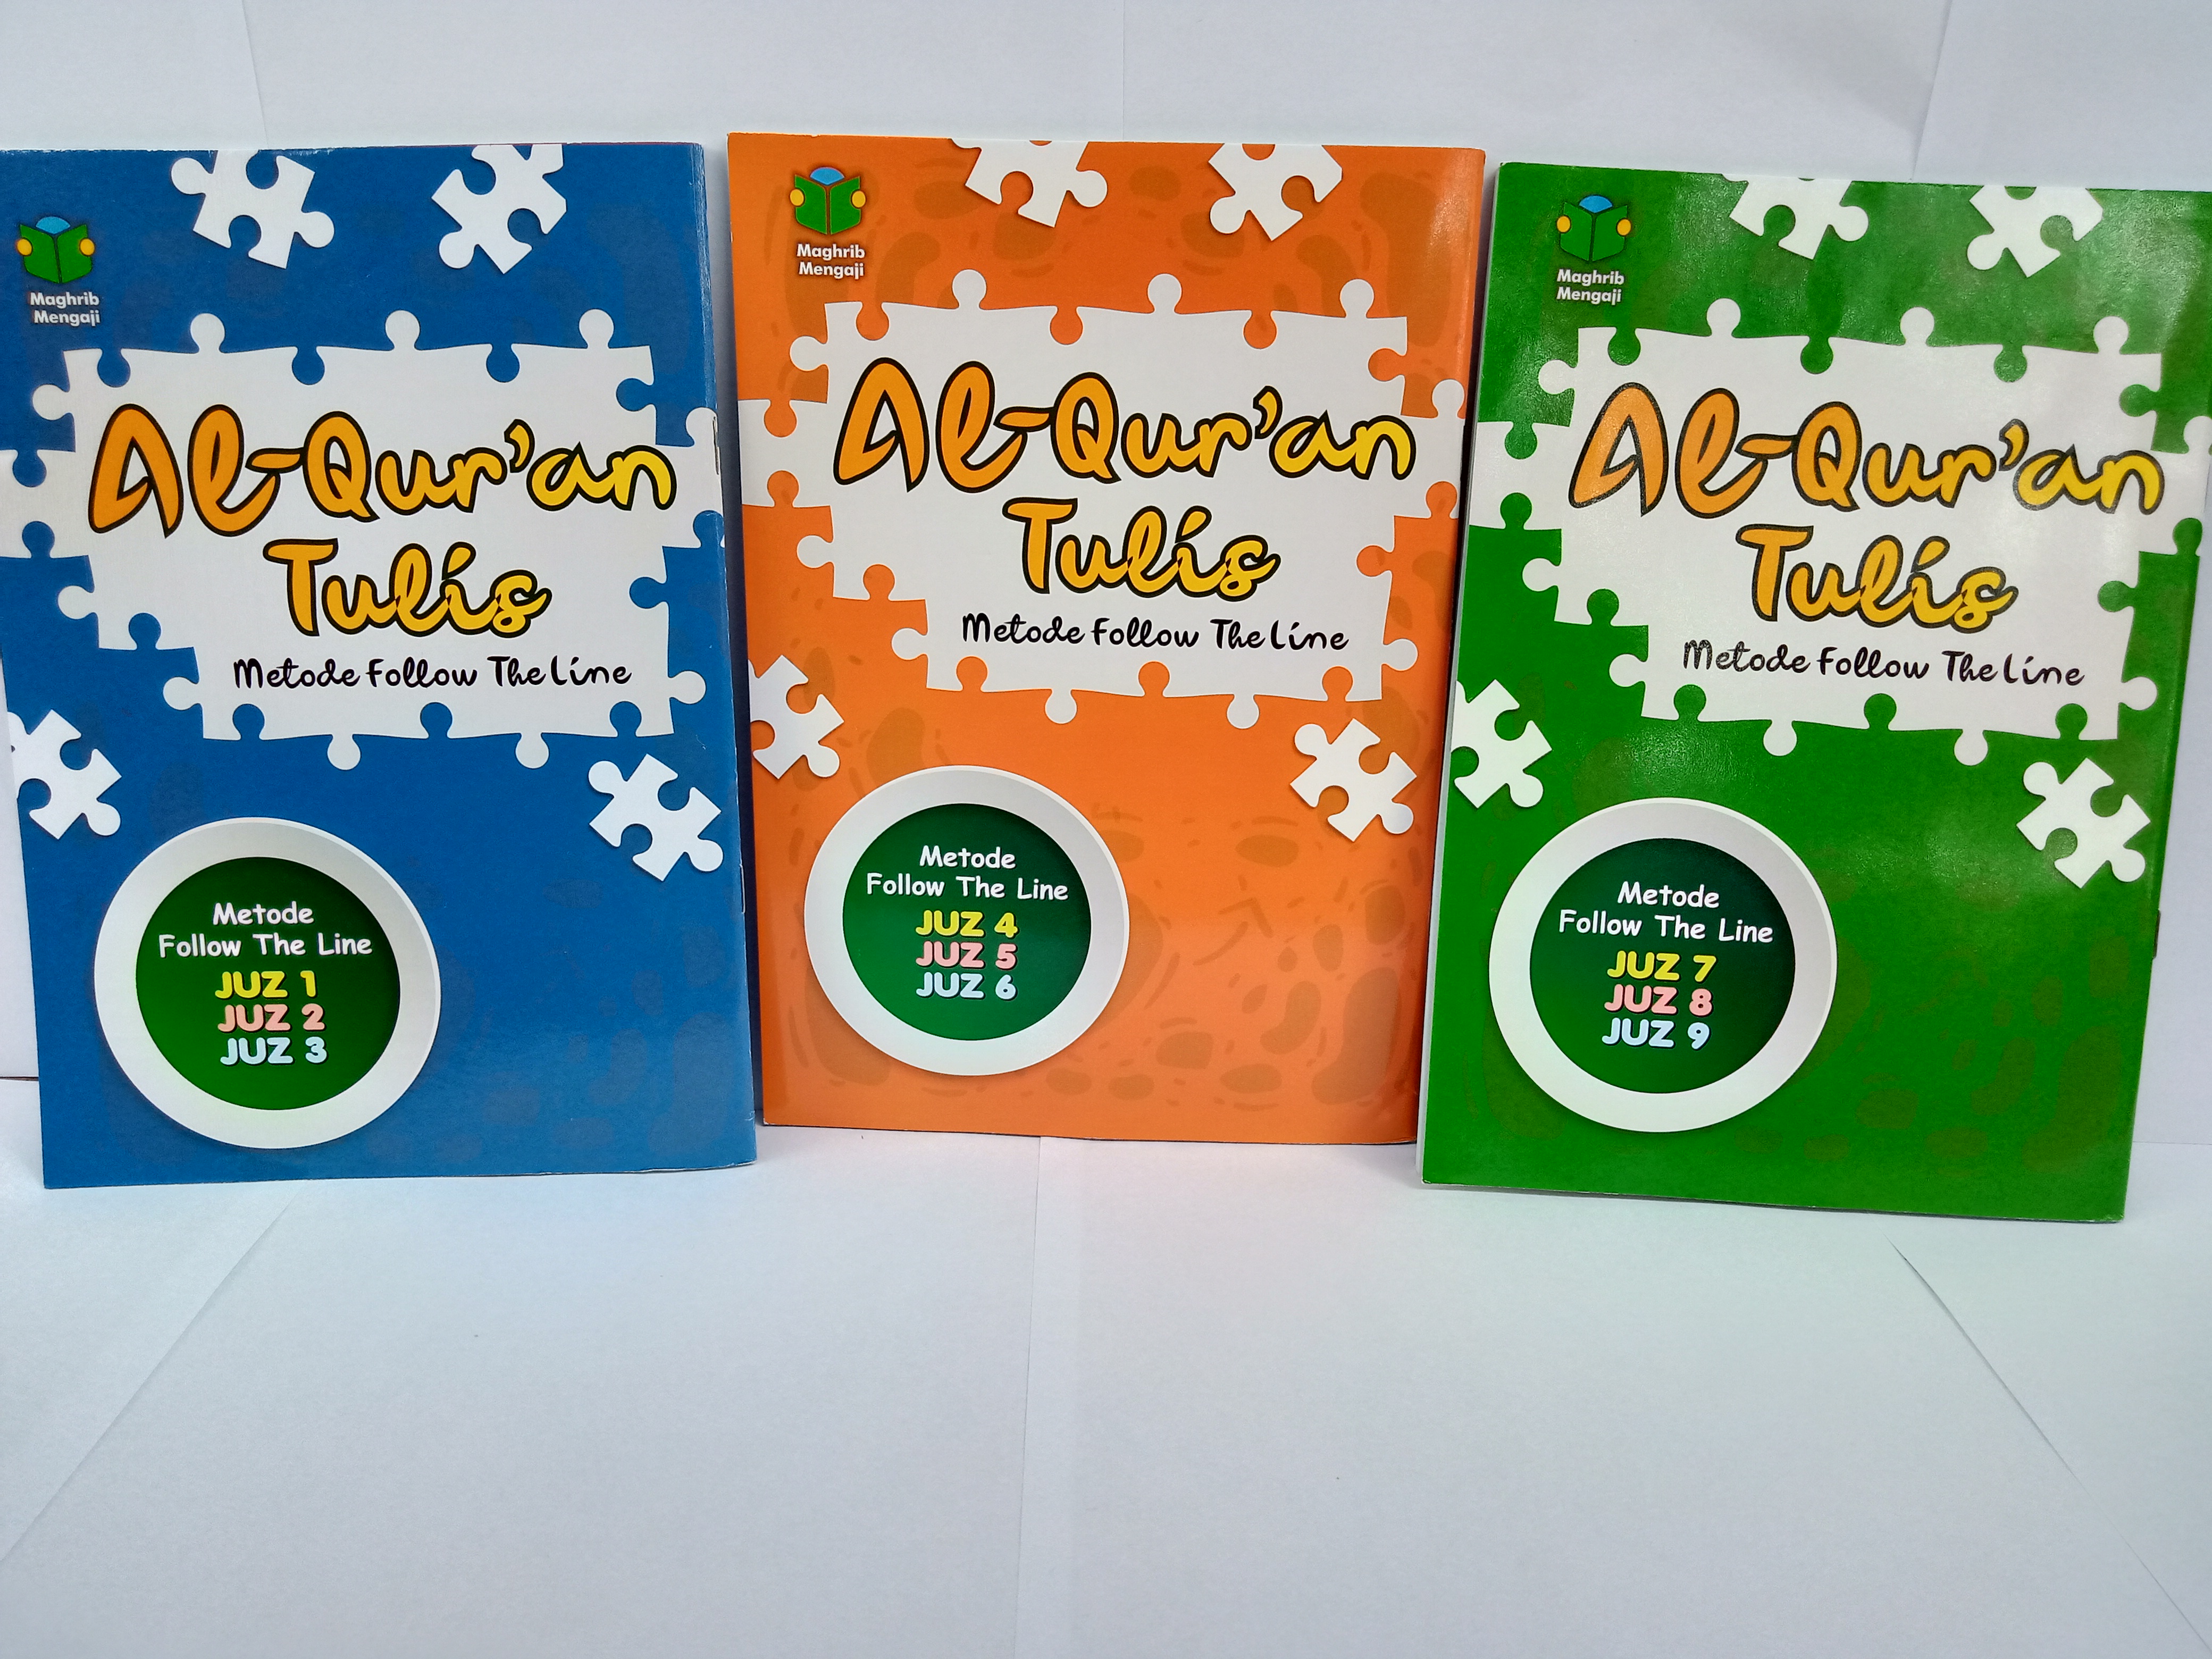 Maghrib
Mengaji
Al-Qur'an
Tulis
Metode Follow The Line
Metode
Follow The Line
JUZ 1
JUZ 2
JUZ 3
Maghrib
Mengaji
Al-Qur'an
Tulis
Metode Follow The Line
Metode
Follow The Line
JUZ 4
JUZ 5
JUZ 6
Maghrib
Mengaji
Al-Qur'an
Tulis
Metode Follow The Line
Metode
Follow The Line
JUZ 7
JUZ 8
JUZ 9